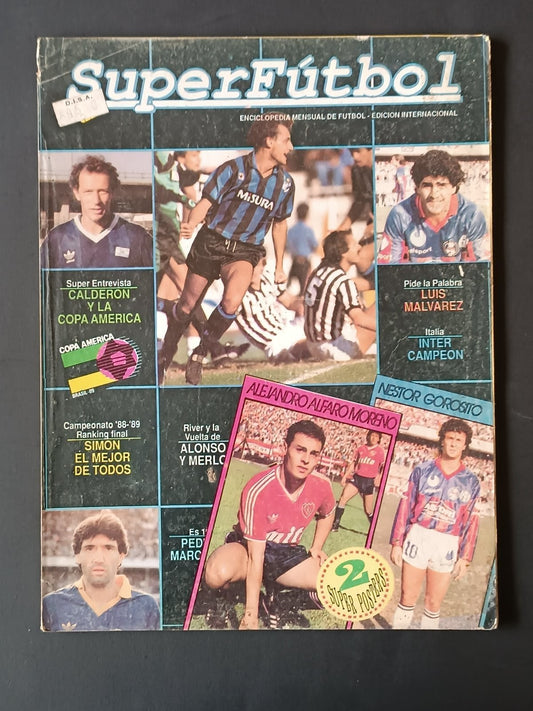 SuperFútbol
D.I.S.A.
ENCICLOPEDIA MENSUAL DE FUTBOL - EDICION INTERNACIONAL
MISURA
Super Entrevista
CALDERON
Y LA
COPA AMERICA
COPA AMERICA
BRASIL-89
Pide la Palabra
LUIS
MALVAREZ
Italia
INTER
CAMPEON
Campeonato '88-'89
Ranking final
SIMON
EL MEJOR
DE TODOS
River y la
Vuelta de
ALONSO
Y MERLO
ALEJANDRO ALFARO MORENO
NESTOR GOROSITO
10
2
SUPER POSTERS